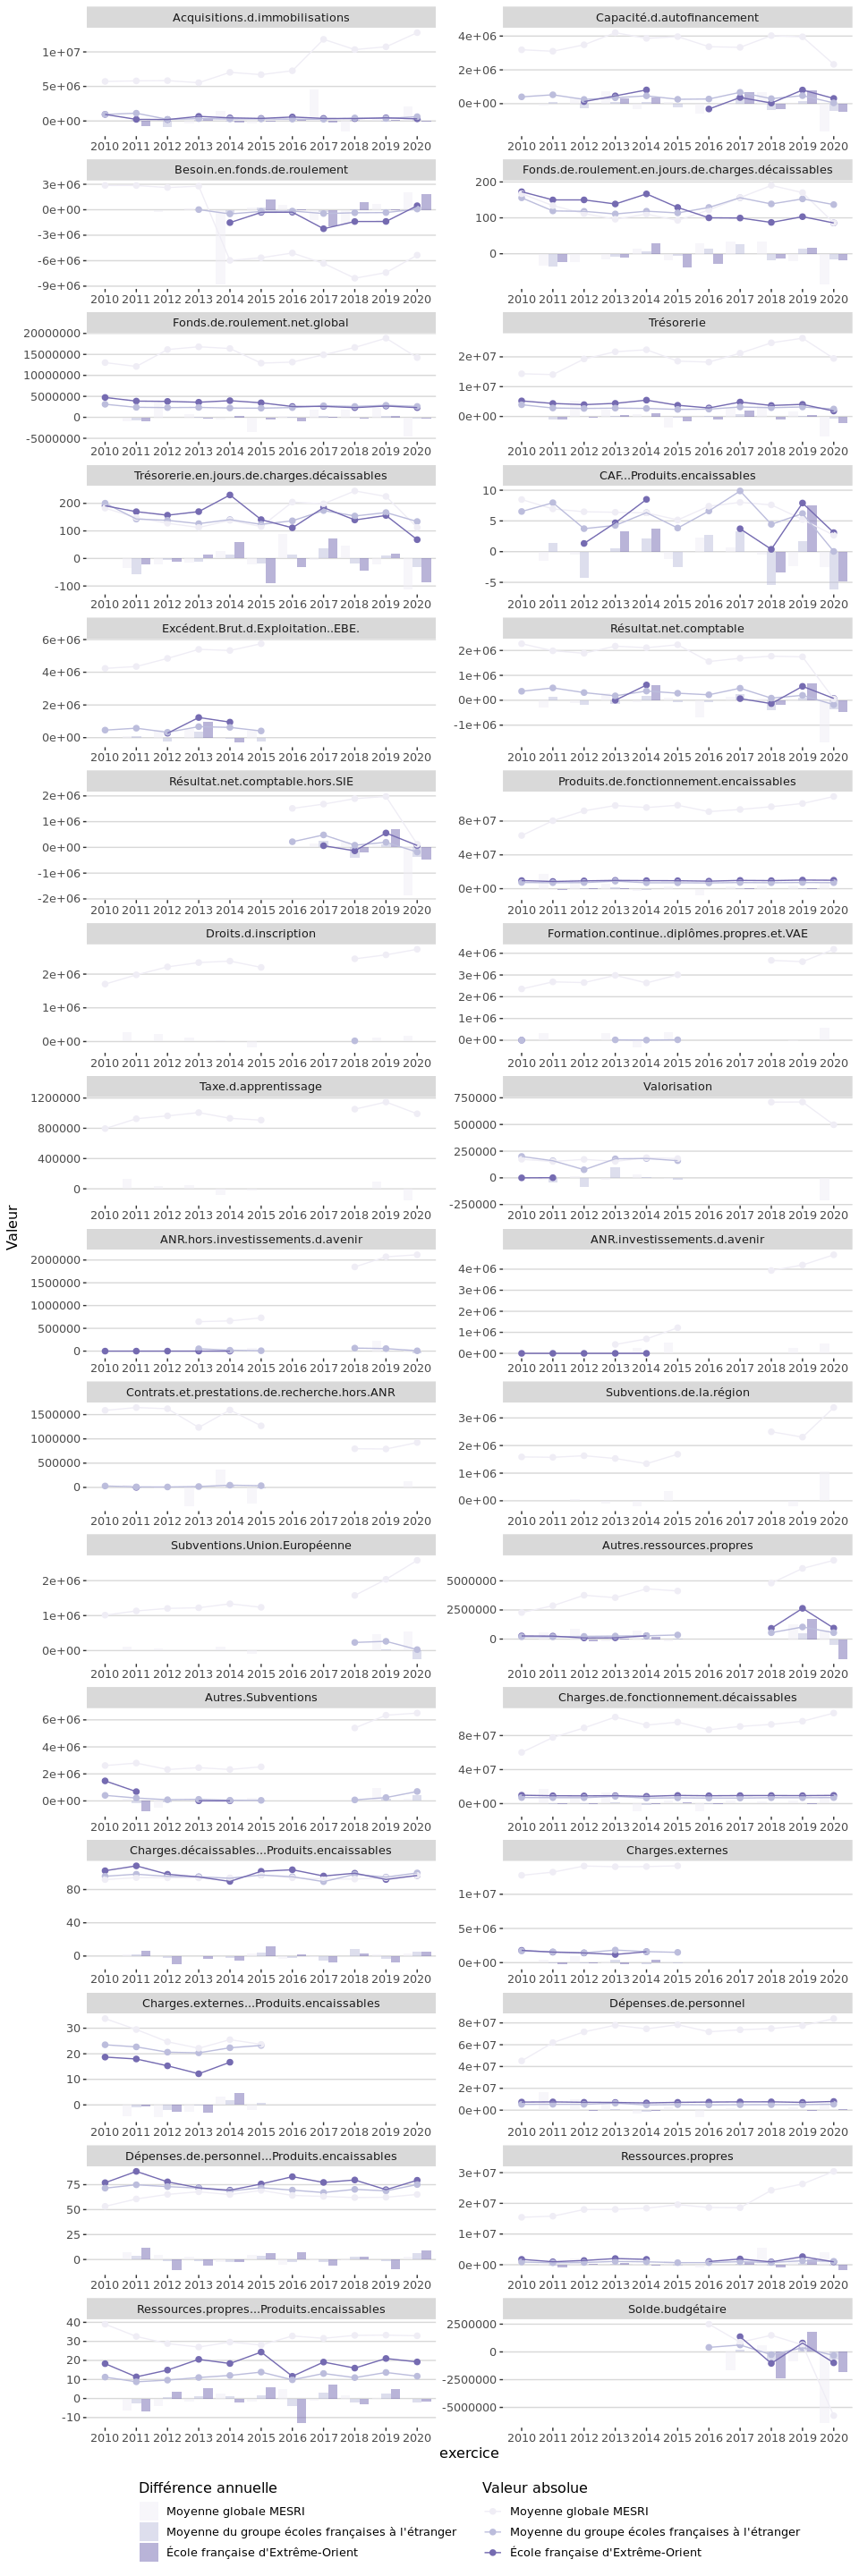 Acquisitions.d.immobilisations
Capacité.d.autofinancement
1e+07
5e+06
0e+00
4e+06
2e+06
0e+00
Besoin.en.fonds.de.roulement
Fonds.de.roulement.en.jours.de.charges.décaissables
3e+06
0e+00
-3e+06
-6e+06
-9e+06
200
100
0
2010 2011 2012 2013 2014 2015 2016 2017 2018 2019 2020
2010 2011 2012 2013 2014 2015 2016 2017 2018 2019 2020
Fonds.de.roulement.net.global
Trésorerie
20000000
15000000
10000000
5000000
0
-5000000
2e+07
1e+07
0e+00
2010 2011 2012 2013 2014 2015 2016 2017 2018 2019 2020
2010 2011 2012 2013 2014 2015 2016 2017 2018 2019 2020
Trésorerie.en.jours.de.charges.décaissables
CAF...Produits.encaissables
200
100
0
-100
10
5
0
-5
2010 2011 2012 2013 2014 2015 2016 2017 2018 2019 2020
2010 2011 2012 2013 2014 2015 2016 2017 2018 2019 2020
Excédent.Brut.d.Exploitation..EBE.
Résultat.net.comptable
6e+06
4e+06
2e+06
0e+00
2e+06
1e+06
0e+00
-1e+06
2010 2011 2012 2013 2014 2015 2016 2017 2018 2019 2020
2010 2011 2012 2013 2014 2015 2016 2017 2018 2019 2020
Résultat.net.comptable.hors.SIE
Produits.de.fonctionnement.encaissables
2e+06
1e+06
0e+00
-1e+06
-2e+06
8e+07
4e+07
0e+00
2010 2011 2012 2013 2014 2015 2016 2017 2018 2019 2020
2010 2011 2012 2013 2014 2015 2016 2017 2018 2019 2020
Droits.d.inscription
Formation.continue..diplômes.propres.et.VAE
2e+06
1e+06
0e+00
4e+06
3e+06
2e+06
1e+06
0e+00
2010 2011 2012 2013 2014 2015 2016 2017 2018 2019 2020
2010 2011 2012 2013 2014 2015 2016 2017 2018 2019 2020
Taxe.d.apprentissage
Valorisation
1200000
800000
400000
0
750000
500000
250000
0
-250000
2010 2011 2012 2013 2014 2015 2016 2017 2018 2019 2020
2010 2011 2012 2013 2014 2015 2016 2017 2018 2019 2020
Valeur
ANR.hors.investissements.d.avenir
ANR.investissements.d.avenir
2000000
1500000
1000000
500000
0
4e+06
3e+06
2e+06
1e+06
0e+00
2010 2011 2012 2013 2014 2015 2016 2017 2018 2019 2020
2010 2011 2012 2013 2014 2015 2016 2017 2018 2019 2020
Contrats.et.prestations.de.recherche.hors.ANR
Subventions.de.la.région
1500000
1000000
500000
0
3e+06
2e+06
1e+06
0e+00
2010 2011 2012 2013 2014 2015 2016 2017 2018 2019 2020
2010 2011 2012 2013 2014 2015 2016 2017 2018 2019 2020
Subventions.Union.Européenne
Autres.ressources.propres
2e+06
1e+06
0e+00
5000000
2500000
0
2010 2011 2012 2013 2014 2015 2016 2017 2018 2019 2020
2010 2011 2012 2013 2014 2015 2016 2017 2018 2019 2020
Autres.Subventions
Charges.de.fonctionnement.décaissables
6e+06
4e+06
2e+06
0e+00
8e+07
4e+07
0e+00
2010 2011 2012 2013 2014 2015 2016 2017 2018 2019 2020
2010 2011 2012 2013 2014 2015 2016 2017 2018 2019 2020
Charges.décaissables...Produits.encaissables
Charges.externes
80
40
0
1e+07
5e+06
0e+00
2010 2011 2012 2013 2014 2015 2016 2017 2018 2019 2020
2010 2011 2012 2013 2014 2015 2016 2017 2018 2019 2020
Charges.externes...Produits.encaissables
Dépenses.de.personnel
30
20
10
0
8e+07
6e+07
4e+07
2e+07
0e+00
2010 2011 2012 2013 2014 2015 2016 2017 2018 2019 2020
2010 2011 2012 2013 2014 2015 2016 2017 2018 2019 2020
Dépenses.de.personnel...Produits.encaissables
Ressources.propres
75
50
25
0
3e+07
2e+07
1e+07
0e+00
2010 2011 2012 2013 2014 2015 2016 2017 2018 2019 2020
2010 2011 2012 2013 2014 2015 2016 2017 2018 2019 2020
Ressources.propres...Produits.encaissables
Solde.budgétaire
40
30
20
10
0
-10
2500000
0
-2500000
-5000000
2010 2011 2012 2013 2014 2015 2016 2017 2018 2019 2020
2010 2011 2012 2013 2014 2015 2016 2017 2018 2019 2020
exercice
Différence annuelle
Moyenne globale MESRI
Moyenne du groupe écoles françaises à l'étranger
École française d'Extrême-Orient
Valeur absolue
Moyenne globale MESRI
Moyenne du groupe écoles françaises à l'étranger
École française d'Extrême-Orient